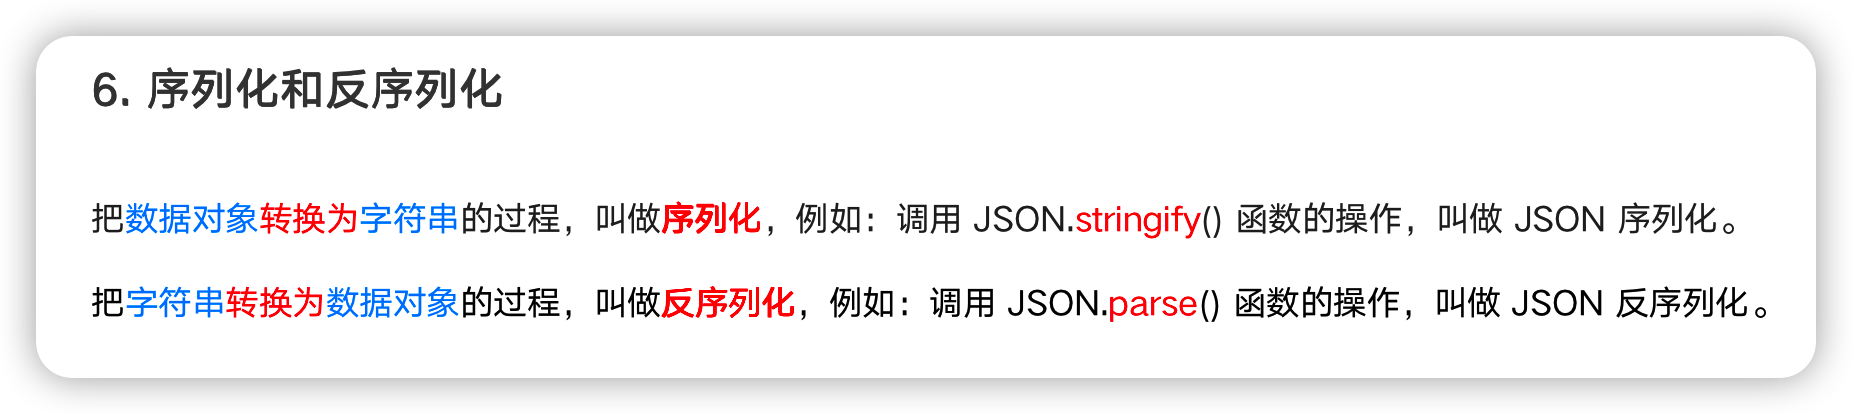 6. 序列化和反序列化
把数据对象转换为字符串的过程，叫做序列化，例如：调用 JSON.stringify() 函数的操作，叫做 JSON 序列化。
把字符串转换为数据对象的过程，叫做反序列化，例如：调用 JSON.parse() 函数的操作，叫做 JSON 反序列化。